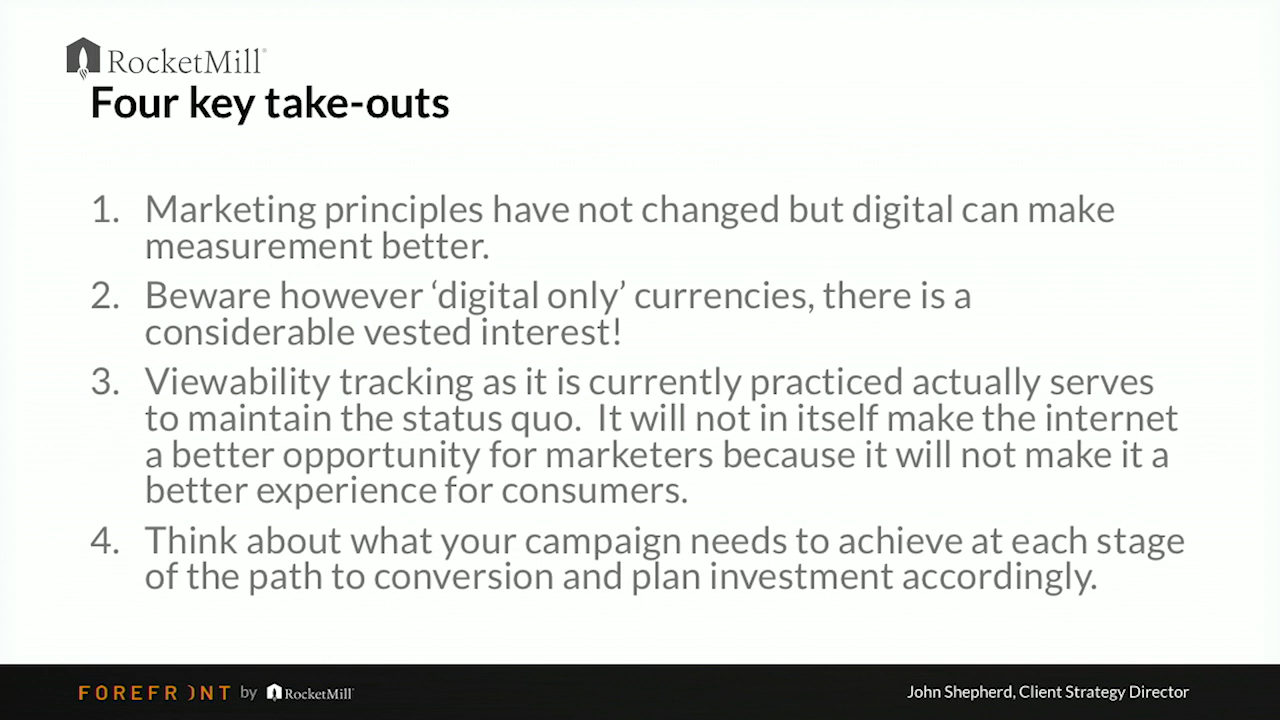 RocketMill®
Four key take-outs
1. Marketing principles have not changed but digital can make
measurement better.
2. Beware however ‘digital only’ currencies, there is a
considerable vested interest!
3. Viewability tracking as it is currently practiced actually serves
to maintain the status quo.  It will not in itself make the internet
a better opportunity for marketers because it will not make it a
better experience for consumers.
4. Think about what your campaign needs to achieve at each stage
of the path to conversion and plan investment accordingly.
FOREFRONT by RocketMill
John Shepherd, Client Strategy Director